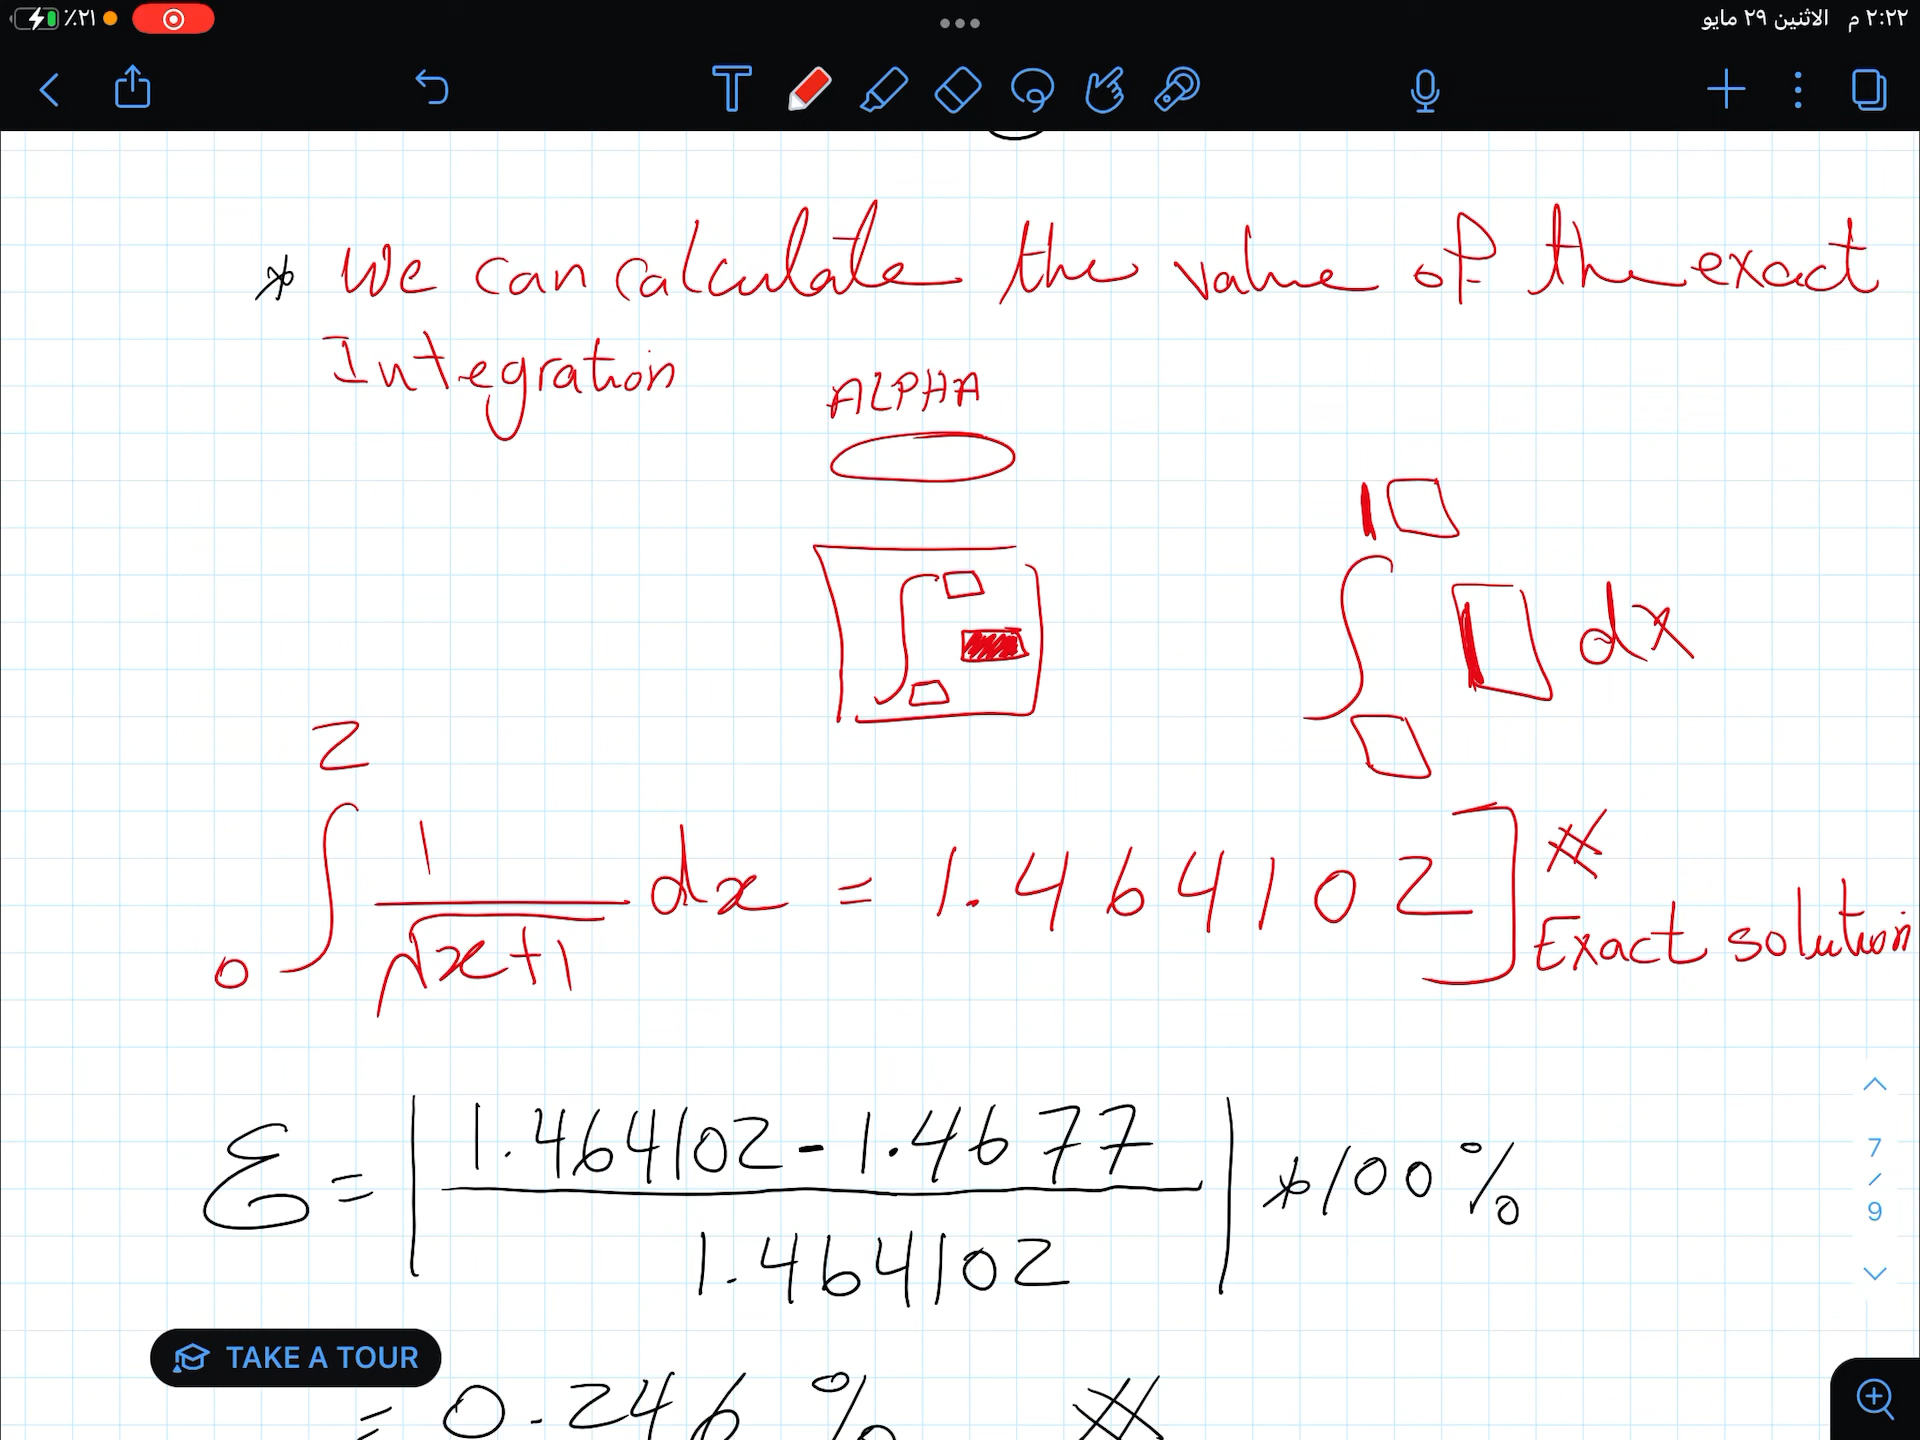 ٪٢١
٢:٢٢ م الاثنين ٢٩ مايو
T
* We can calculate the value of the exact
Integration
ALPHA
1
∫ dx
2
∫ 1/√x+1 dx = 1.464102] #
0
Exact solution
ε = | 1.464102 - 1.4677 / 1.464102 | * 100 %
7
/
9
TAKE A TOUR
= 0.246 % #